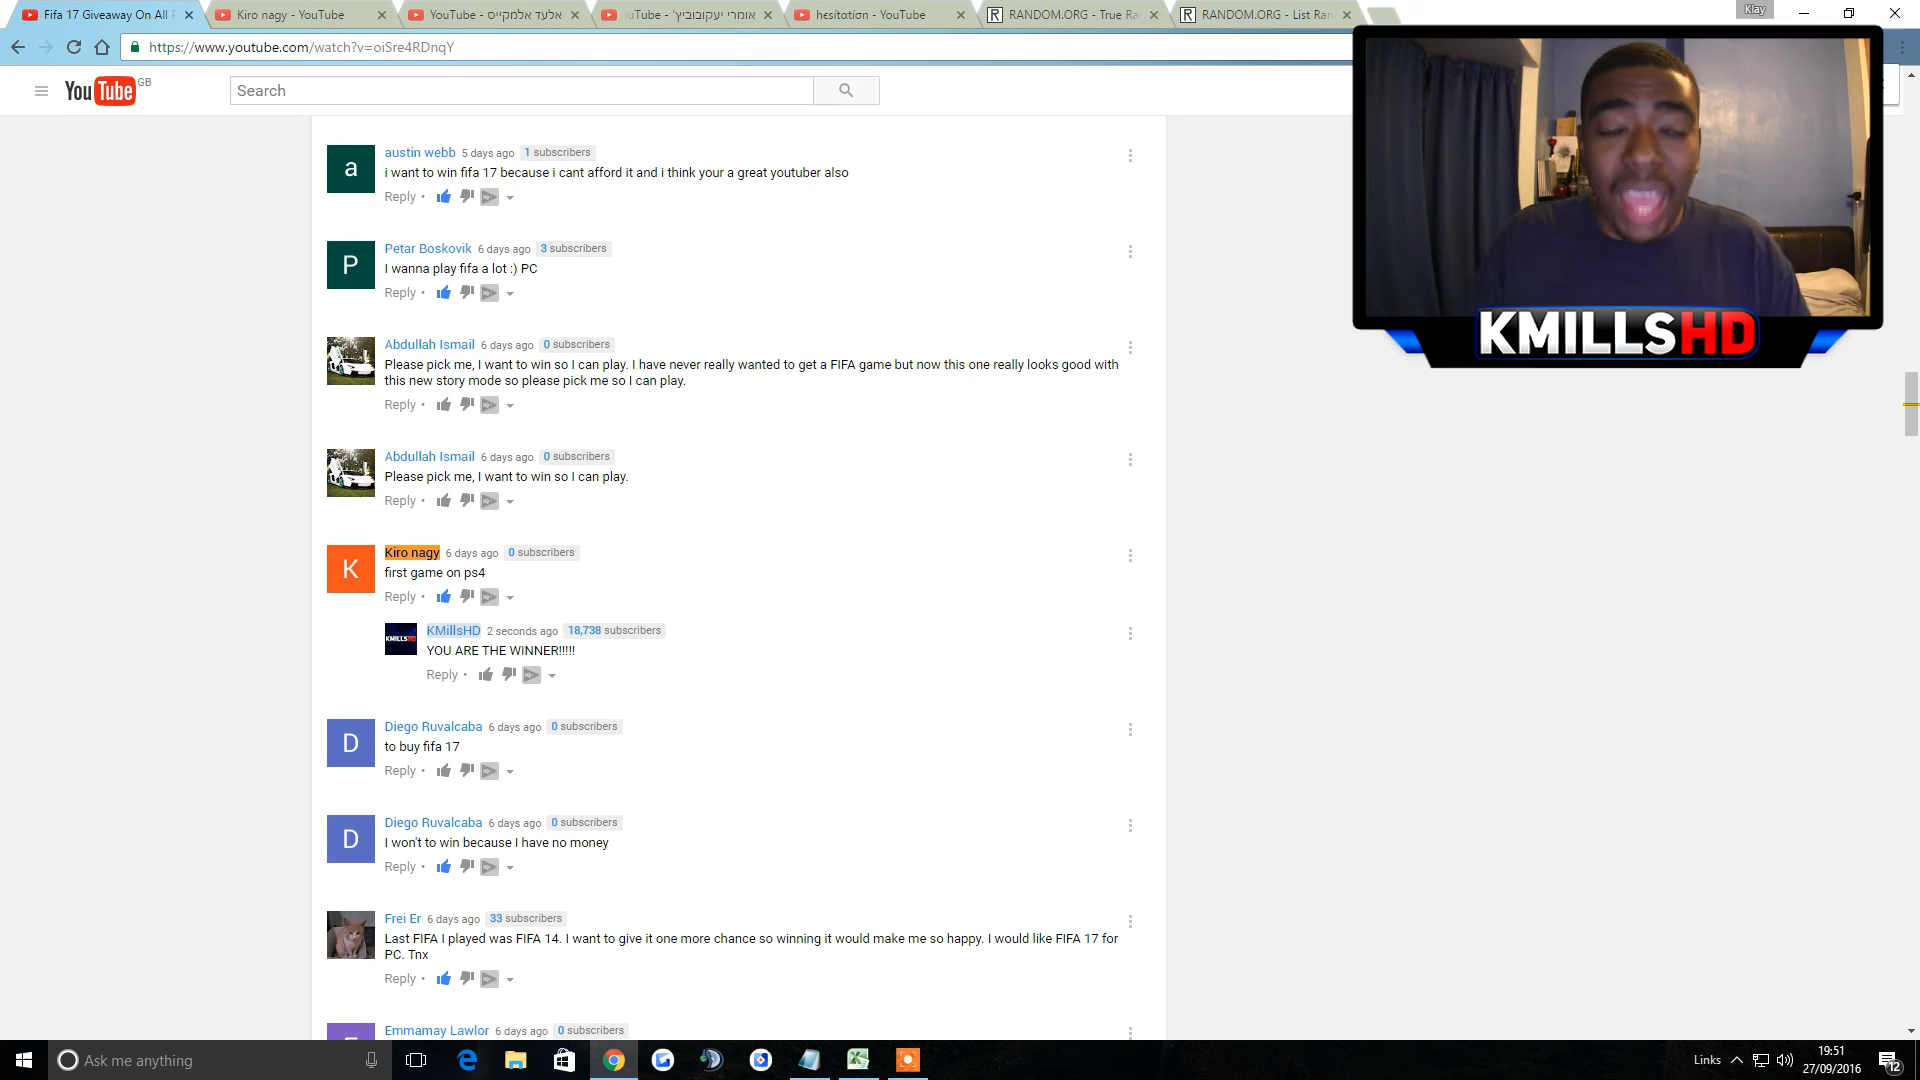 Fifa 17 Giveaway On All P
Kiro nagy - YouTube
אלעד אלמקייס - YouTube
אומרי יעקובוביץ' - YouTube
hesitation - YouTube
RANDOM.ORG - True Ra
RANDOM.ORG - List Ran
Klay
https://www.youtube.com/watch?v=oiSre4RDnqY
YouTube GB
Search
austin webb 5 days ago 1 subscribers
i want to win fifa 17 because i cant afford it and i think your a great youtuber also
Reply •
P
Petar Boskovik 6 days ago 3 subscribers
I wanna play fifa a lot :) PC
Reply •
Abdullah Ismail 6 days ago 0 subscribers
Please pick me, I want to win so I can play. I have never really wanted to get a FIFA game but now this one really looks good with
this new story mode so please pick me so I can play.
Reply •
Abdullah Ismail 6 days ago 0 subscribers
Please pick me, I want to win so I can play.
Reply •
K
Kiro nagy 6 days ago 0 subscribers
first game on ps4
Reply •
KMILLSHD
KMillsHD 2 seconds ago 18,738 subscribers
YOU ARE THE WINNER!!!!!
Reply •
D
Diego Ruvalcaba 6 days ago 0 subscribers
to buy fifa 17
Reply •
D
Diego Ruvalcaba 6 days ago 0 subscribers
I won't to win because I have no money
Reply •
Frei Er 6 days ago 33 subscribers
Last FIFA I played was FIFA 14. I want to give it one more chance so winning it would make me so happy. I would like FIFA 17 for
PC. Tnx
Reply •
Emmamay Lawlor 6 days ago 0 subscribers
a
KMILLSHD
Ask me anything
Links
19:51
27/09/2016
12